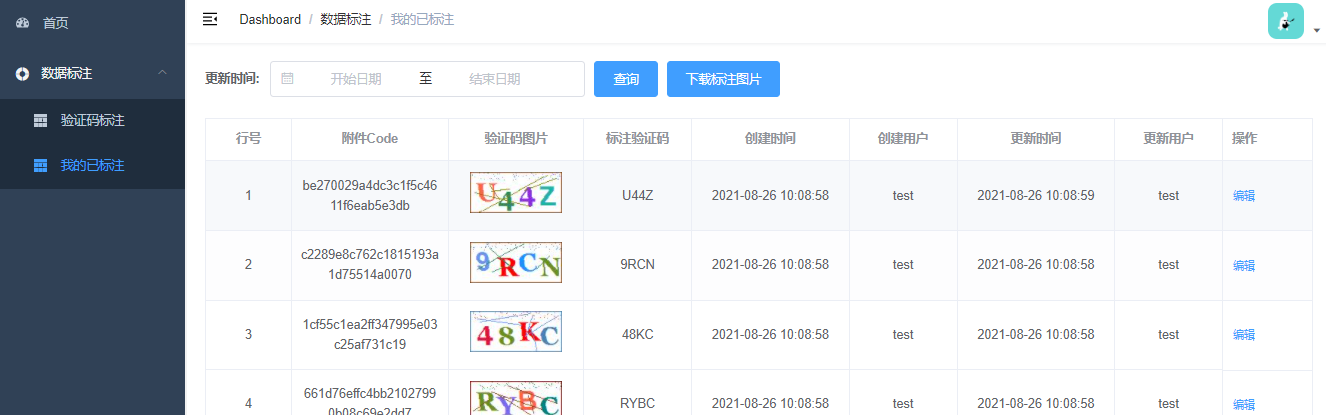 首页
数据标注
验证码标注
我的已标注
Dashboard / 数据标注 / 我的已标注
更新时间: 开始日期 至 结束日期 查询 下载标注图片
行号 附件Code 验证码图片 标注验证码 创建时间 创建用户 更新时间 更新用户 操作
1 be270029a4dc3c1f5c46 U44Z U44Z 2021-08-26 10:08:58 test 2021-08-26 10:08:59 test 编辑
11f6eab5e3db
2 c2289e8c762c1815193a 9RCN 9RCN 2021-08-26 10:08:58 test 2021-08-26 10:08:58 test 编辑
1d75514a0070
3 1cf55c1ea2ff347995e03 48KC 48KC 2021-08-26 10:08:58 test 2021-08-26 10:08:58 test 编辑
c25af731c19
4 661d76effc4bb2102799 RYBC RYBC 2021-08-26 10:08:58 test 2021-08-26 10:08:58 test 编辑
0b08c69e2dd7